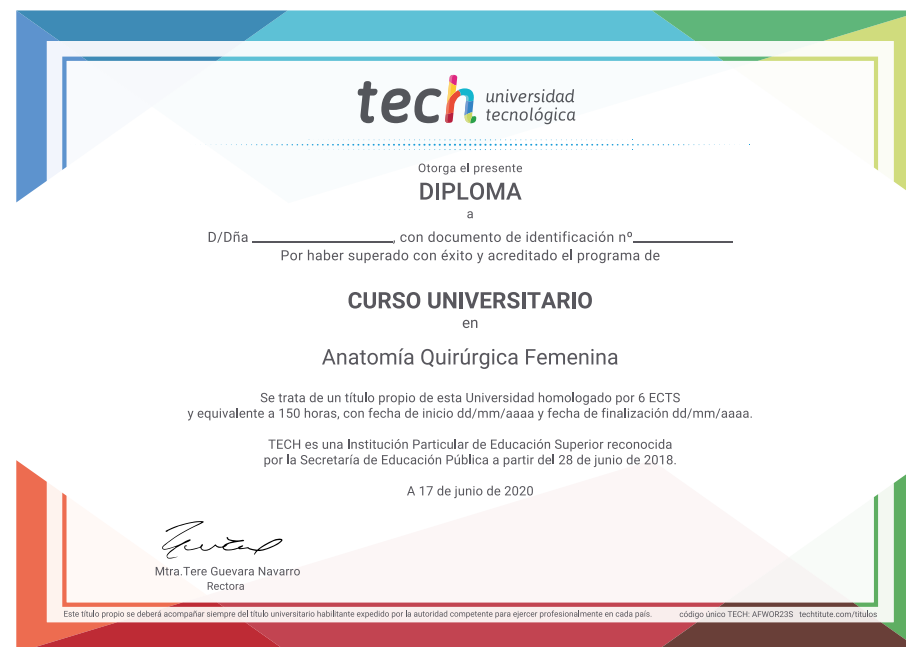 tech universidad
tecnológica
Otorga el presente
DIPLOMA
a
D/Dña ____________________, con documento de identificación nº______________
Por haber superado con éxito y acreditado el programa de
CURSO UNIVERSITARIO
en
Anatomía Quirúrgica Femenina
Se trata de un título propio de esta Universidad homologado por 6 ECTS
y equivalente a 150 horas, con fecha de inicio dd/mm/aaaa y fecha de finalización dd/mm/aaaa.
TECH es una Institución Particular de Educación Superior reconocida
por la Secretaría de Educación Pública a partir del 28 de junio de 2018.
A 17 de junio de 2020
Mtra.Tere Guevara Navarro
Rectora
Este título propio se deberá acompañar siempre del título universitario habilitante expedido por la autoridad competente para ejercer profesionalmente en cada país. código único TECH: AFWOR23S techtitute.com/títulos